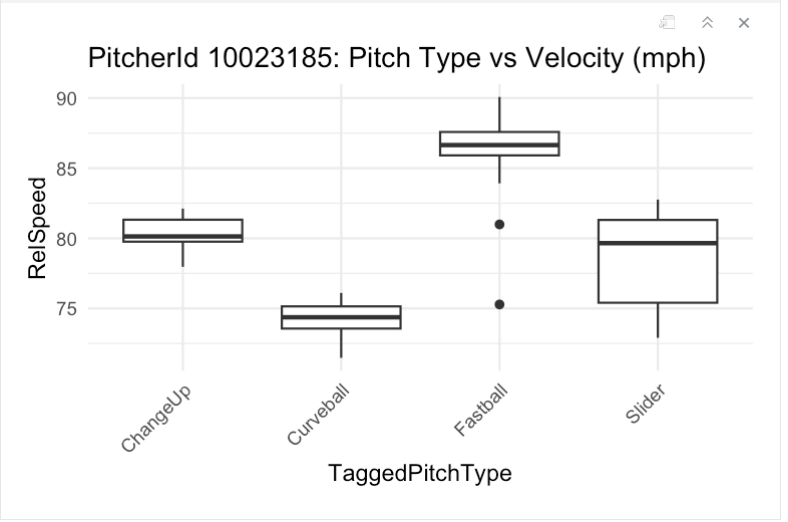 PitcherId 10023185: Pitch Type vs Velocity (mph)
90
85
80
75
RelSpeed
ChangeUp
Curveball
Fastball
Slider
TaggedPitchType